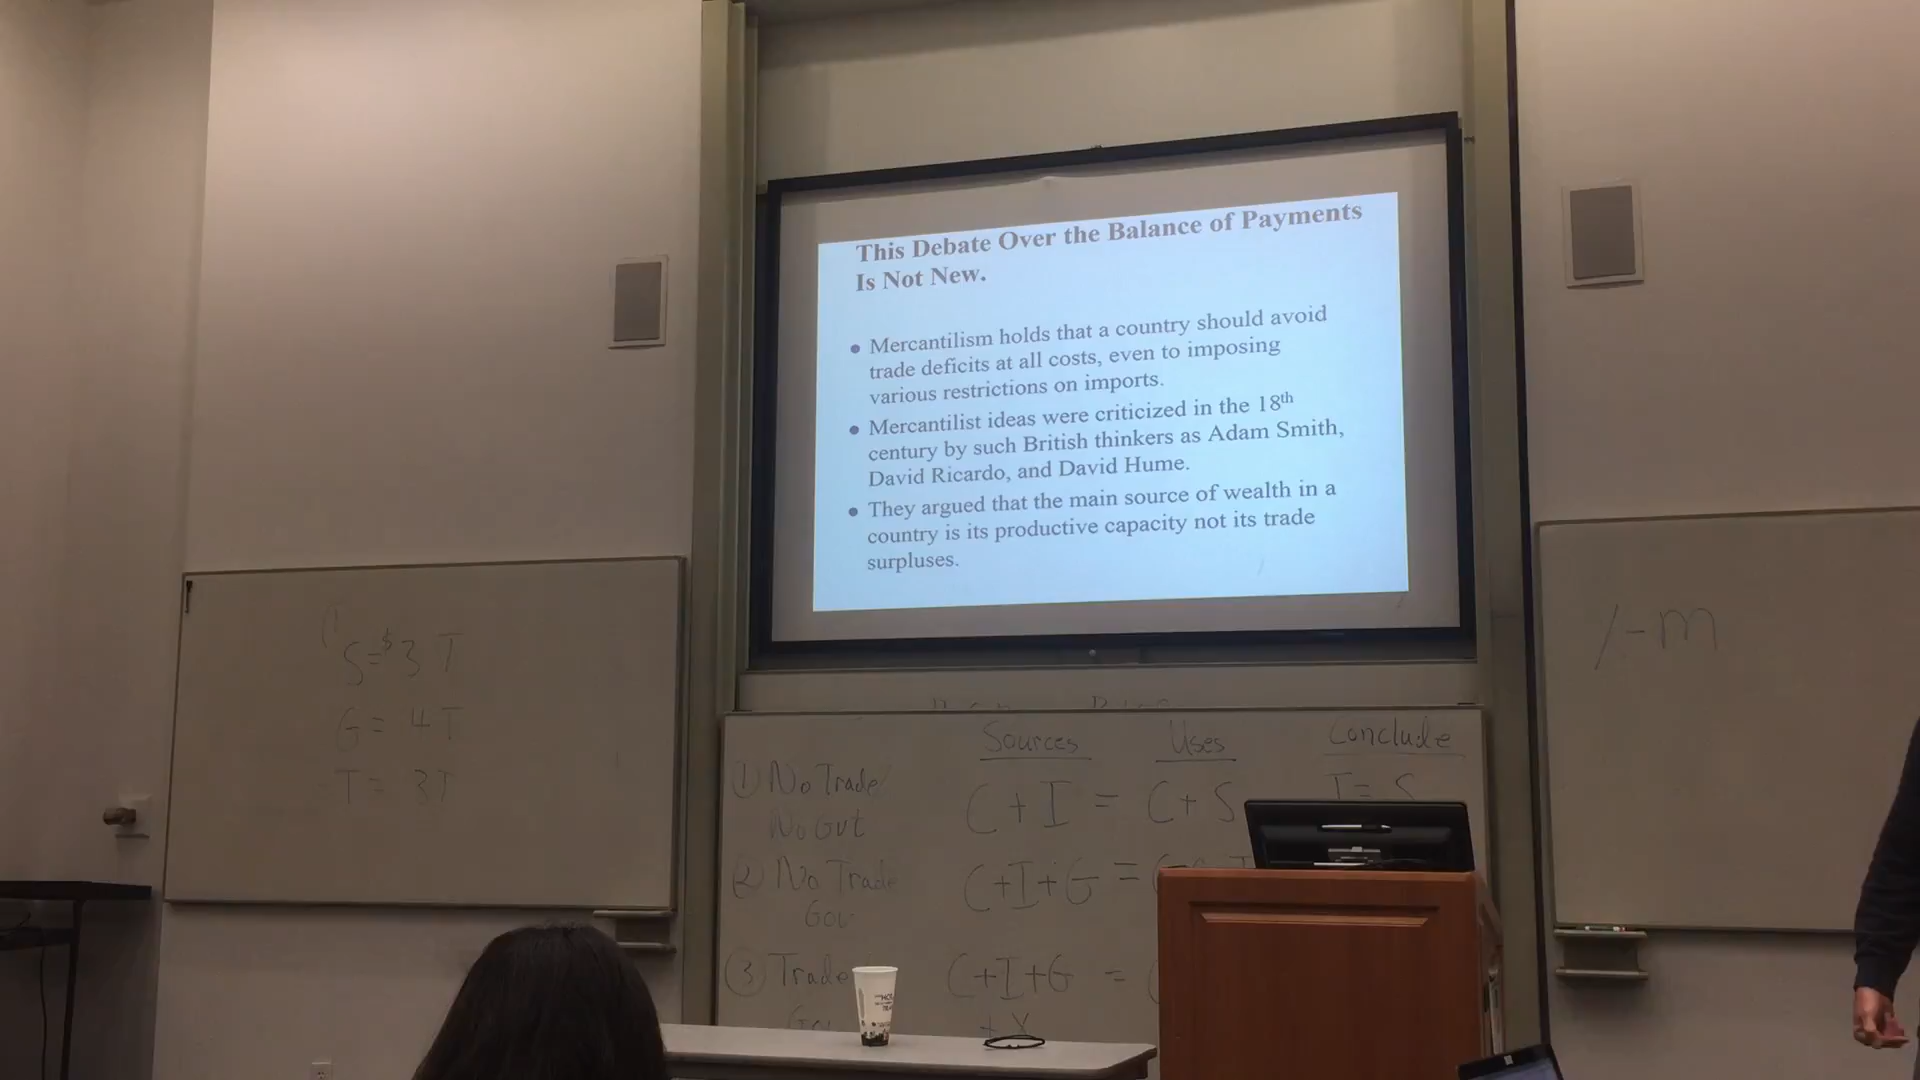 This Debate Over the Balance of Payments
Is Not New.
● Mercantilism holds that a country should avoid
trade deficits at all costs, even to imposing
various restrictions on imports.
● Mercantilist ideas were criticized in the 18th
century by such British thinkers as Adam Smith,
David Ricardo, and David Hume.
● They argued that the main source of wealth in a
country is its productive capacity not its trade
surpluses.
S=$3 T
G = 4T
T = 3T
Sources Uses Conclude
① No Trade C + I = C + S I = S
No Gvt
② No Trade C+I+G =
Gov
③ Trade C+I+G =
+ X
/-m